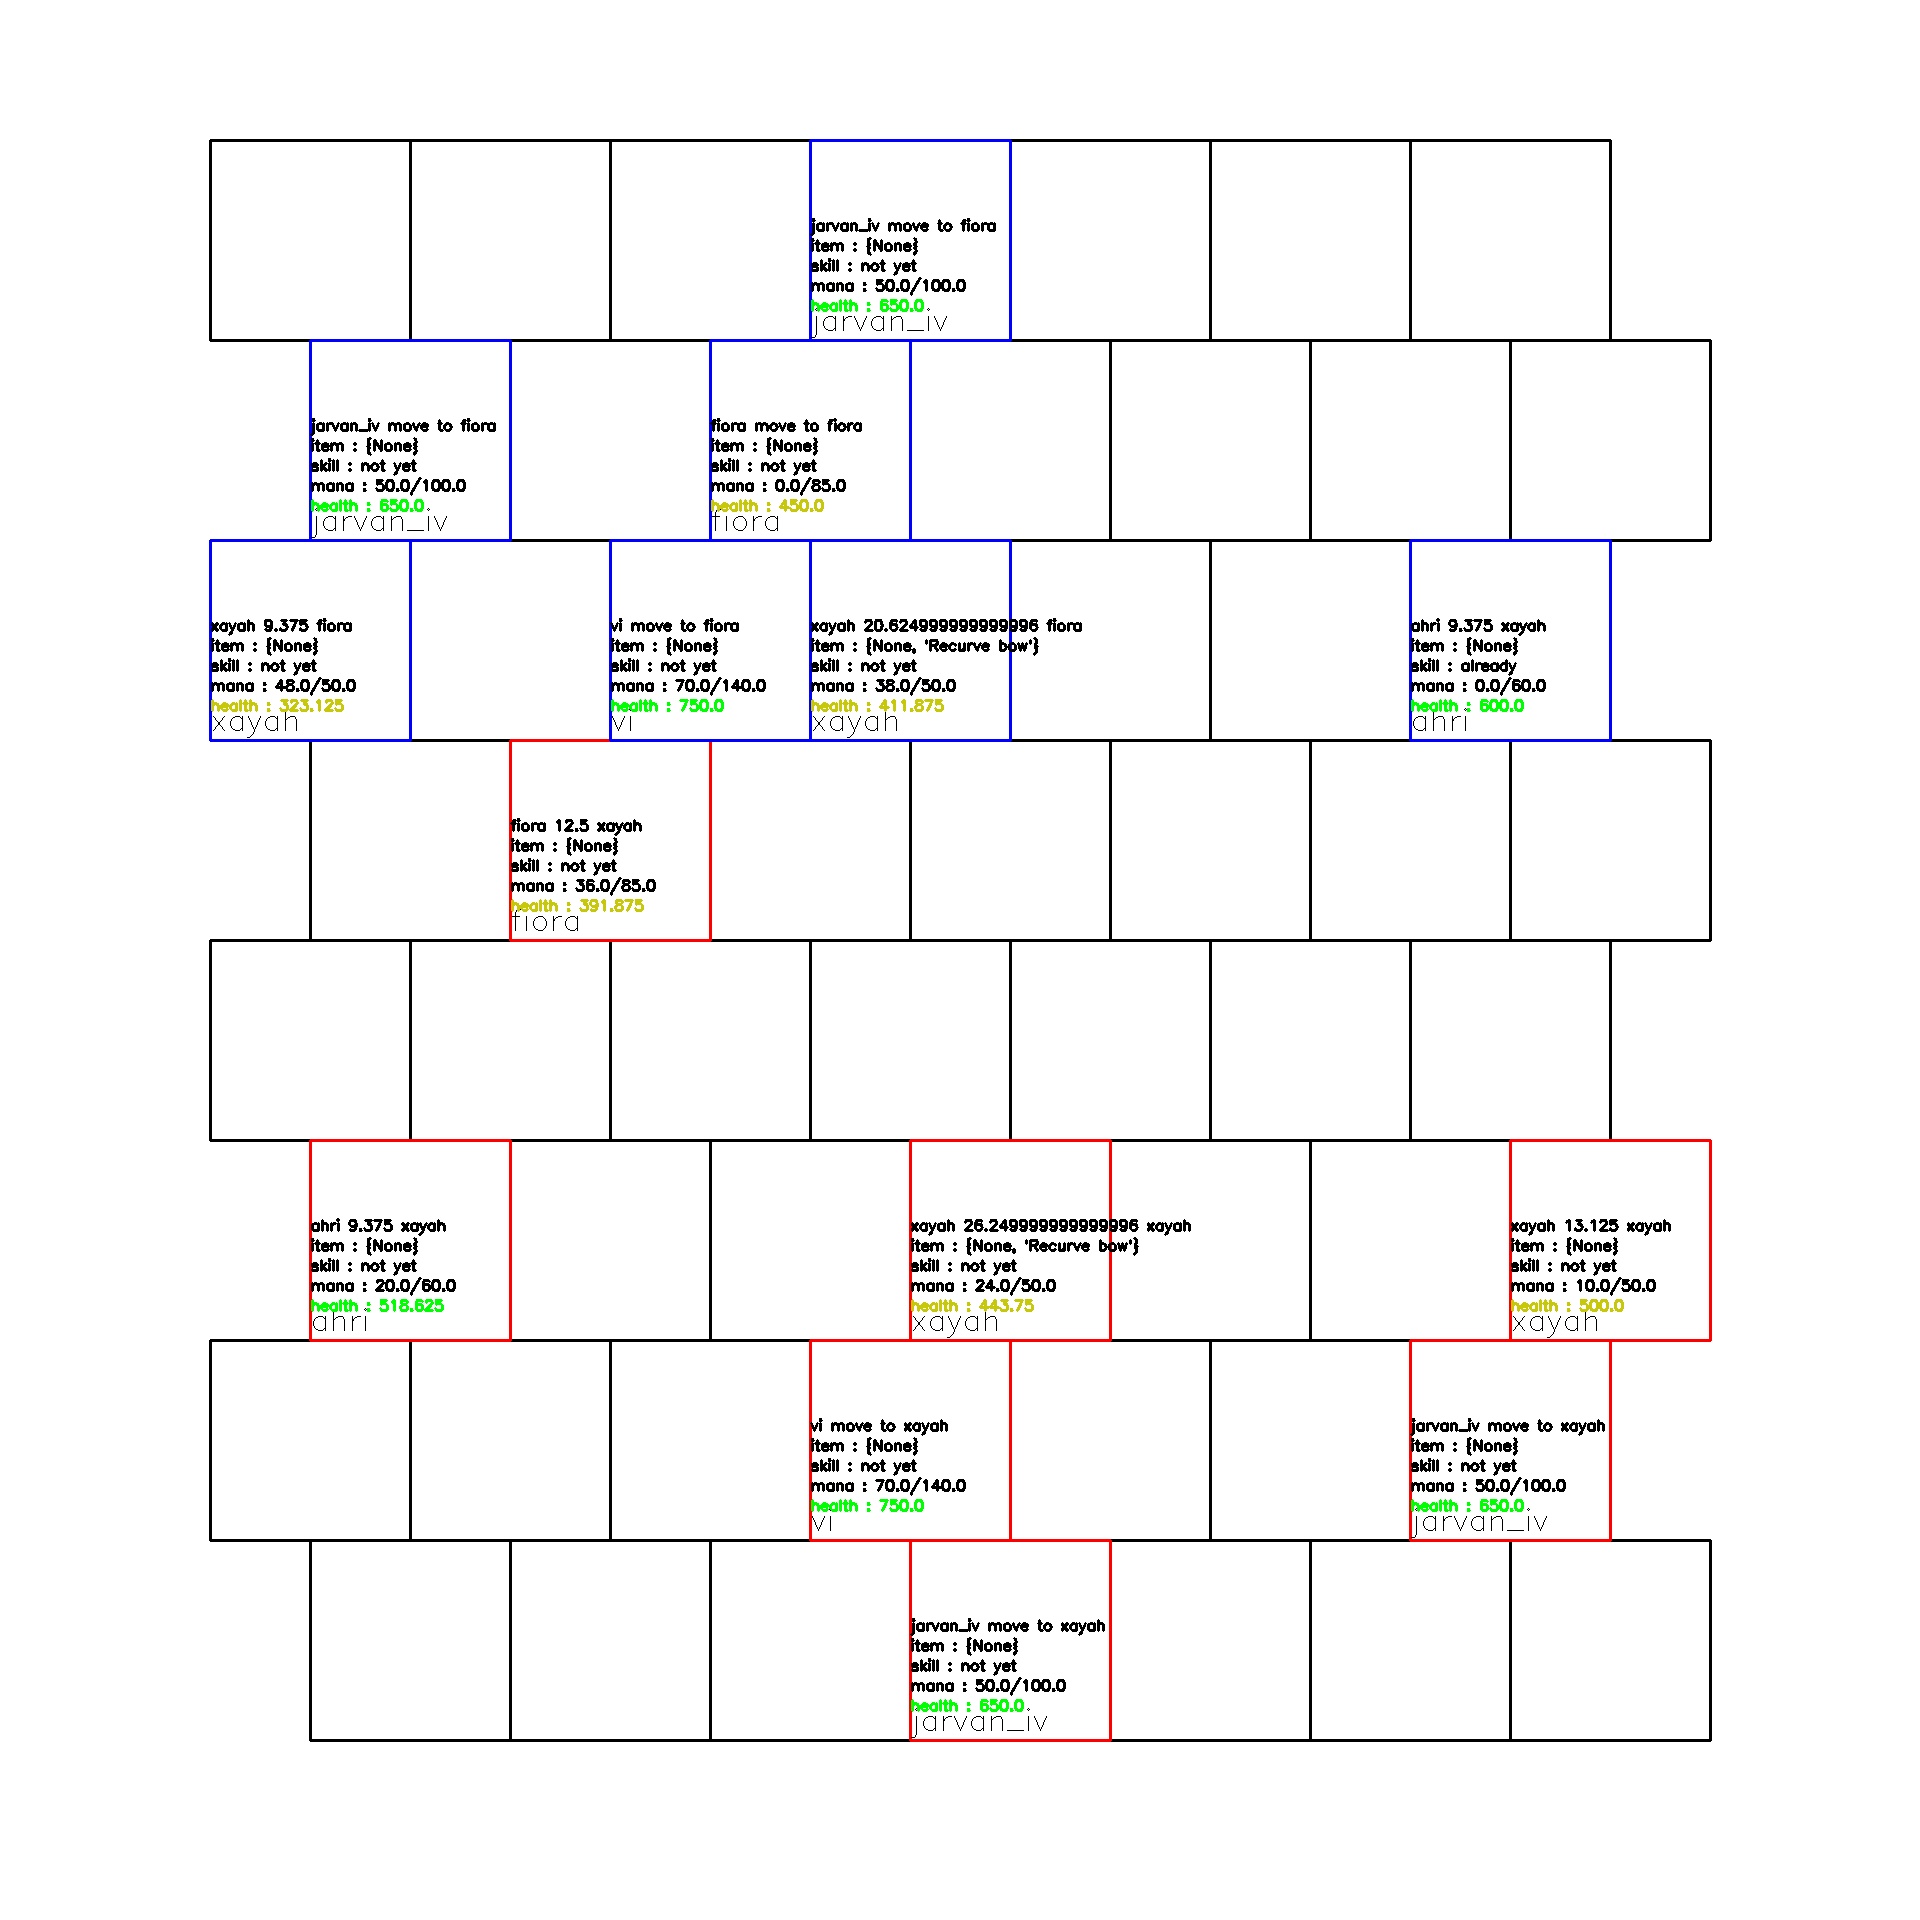 jarvan_iv move to fiora
item : {None}
skill : not yet
mana : 50.0/100.0
health : 650.0
jarvan_iv
jarvan_iv move to fiora
item : {None}
skill : not yet
mana : 50.0/100.0
health : 650.0
jarvan_iv
fiora move to fiora
item : {None}
skill : not yet
mana : 0.0/85.0
health : 450.0
fiora
xayah 9.375 fiora
item : {None}
skill : not yet
mana : 48.0/50.0
health : 323.125
xayah
vi move to fiora
item : {None}
skill : not yet
mana : 70.0/140.0
health : 750.0
vi
xayah 20.624999999999996 fiora
item : {None, 'Recurve bow'}
skill : not yet
mana : 38.0/50.0
health : 411.875
xayah
ahri 9.375 xayah
item : {None}
skill : already
mana : 0.0/60.0
health : 600.0
ahri
fiora 12.5 xayah
item : {None}
skill : not yet
mana : 36.0/85.0
health : 391.875
fiora
ahri 9.375 xayah
item : {None}
skill : not yet
mana : 20.0/60.0
health : 518.625
ahri
xayah 26.249999999999996 xayah
item : {None, 'Recurve bow'}
skill : not yet
mana : 24.0/50.0
health : 443.75
xayah
xayah 13.125 xayah
item : {None}
skill : not yet
mana : 10.0/50.0
health : 500.0
xayah
vi move to xayah
item : {None}
skill : not yet
mana : 70.0/140.0
health : 750.0
vi
jarvan_iv move to xayah
item : {None}
skill : not yet
mana : 50.0/100.0
health : 650.0
jarvan_iv
jarvan_iv move to xayah
item : {None}
skill : not yet
mana : 50.0/100.0
health : 650.0
jarvan_iv